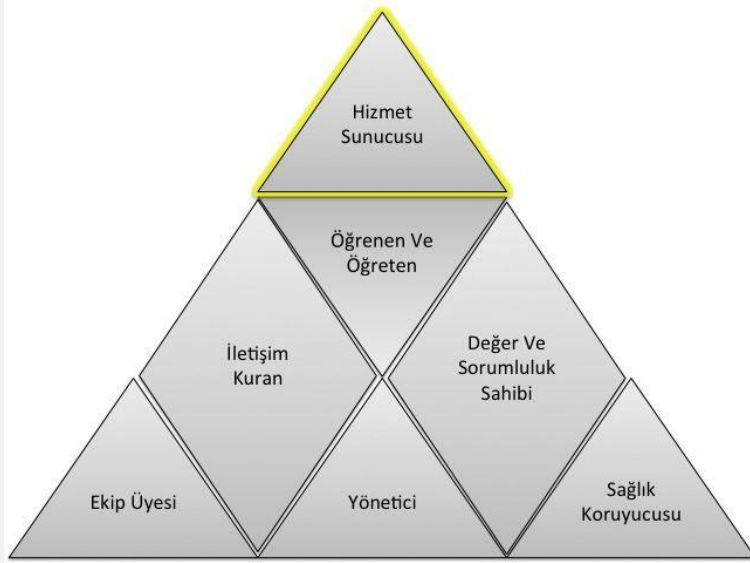 Hizmet
Sunucusu
Öğrenen Ve
Öğreten
İletişim
Kuran
Değer Ve
Sorumluluk
Sahibi
Ekip Üyesi
Yönetici
Sağlık
Koruyucusu